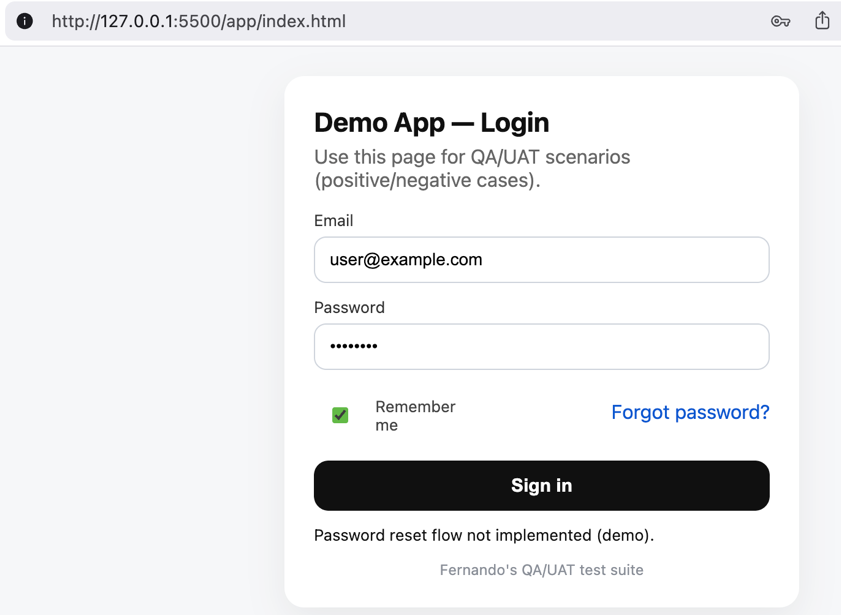 http://127.0.0.1:5500/app/index.html
Demo App — Login
Use this page for QA/UAT scenarios
(positive/negative cases).
Email
user@example.com
Password
••••••••
Remember
me
Forgot password?
Sign in
Password reset flow not implemented (demo).
Fernando's QA/UAT test suite